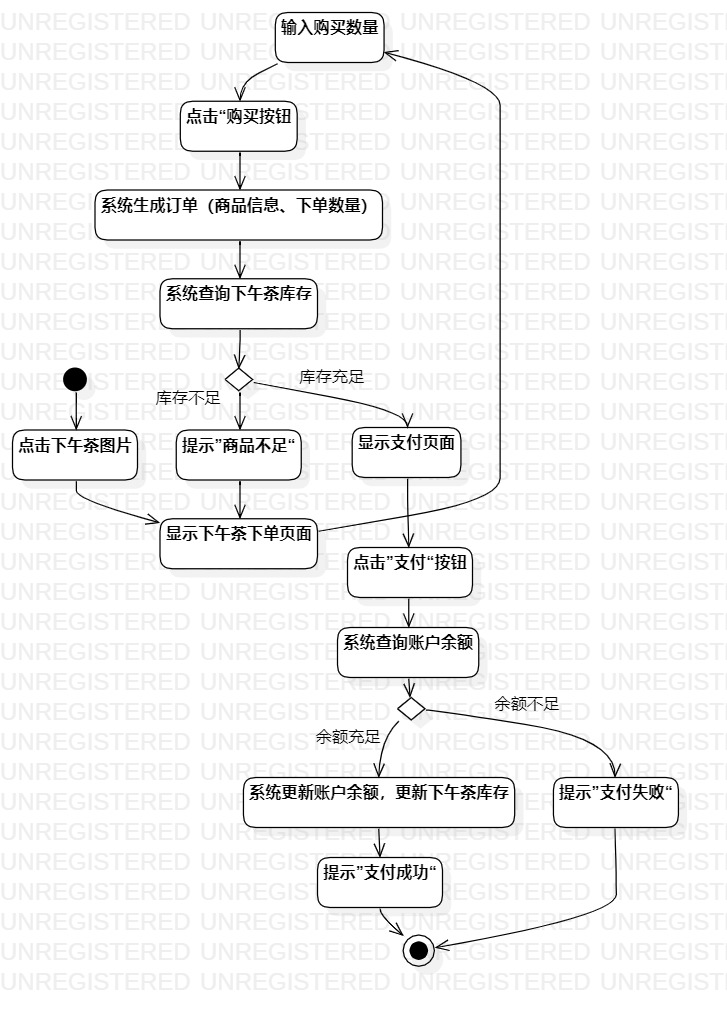 输入购买数量
点击“购买按钮
系统生成订单（商品信息、下单数量）
系统查询下午茶库存
库存充足
库存不足
点击下午茶图片
提示”商品不足“
显示支付页面
显示下午茶下单页面
点击”支付“按钮
系统查询账户余额
余额不足
余额充足
系统更新账户余额，更新下午茶库存
提示”支付失败“
提示”支付成功“
UNREGISTERED UNREGISTERED UNREGISTERED UNREGIST